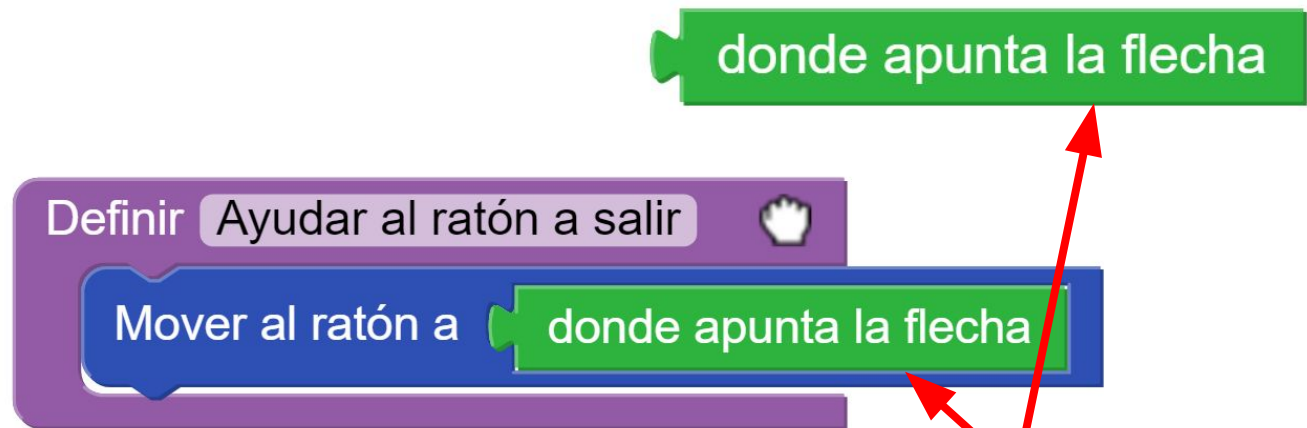 donde apunta la flecha
Definir Ayudar al ratón a salir
Mover al ratón a donde apunta la flecha